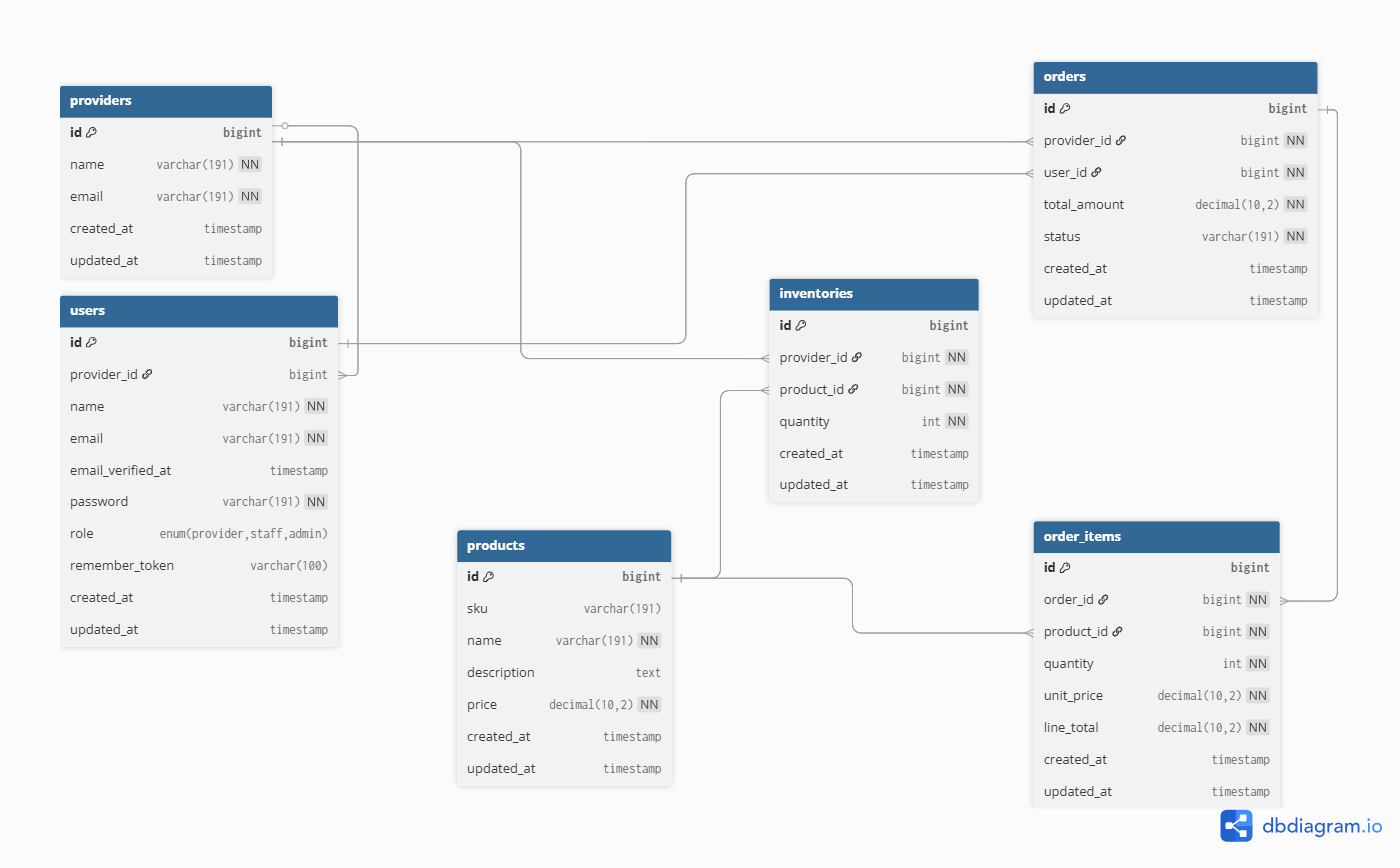 providers
id bigint
name varchar(191) NN
email varchar(191) NN
created_at timestamp
updated_at timestamp
users
id bigint
provider_id bigint
name varchar(191) NN
email varchar(191) NN
email_verified_at timestamp
password varchar(191) NN
role enum(provider,staff,admin)
remember_token varchar(100)
created_at timestamp
updated_at timestamp
products
id bigint
sku varchar(191)
name varchar(191) NN
description text
price decimal(10,2) NN
created_at timestamp
updated_at timestamp
inventories
id bigint
provider_id bigint NN
product_id bigint NN
quantity int NN
created_at timestamp
updated_at timestamp
orders
id bigint
provider_id bigint NN
user_id bigint NN
total_amount decimal(10,2) NN
status varchar(191) NN
created_at timestamp
updated_at timestamp
order_items
id bigint
order_id bigint NN
product_id bigint NN
quantity int NN
unit_price decimal(10,2) NN
line_total decimal(10,2) NN
created_at timestamp
updated_at timestamp
dbdiagram.io